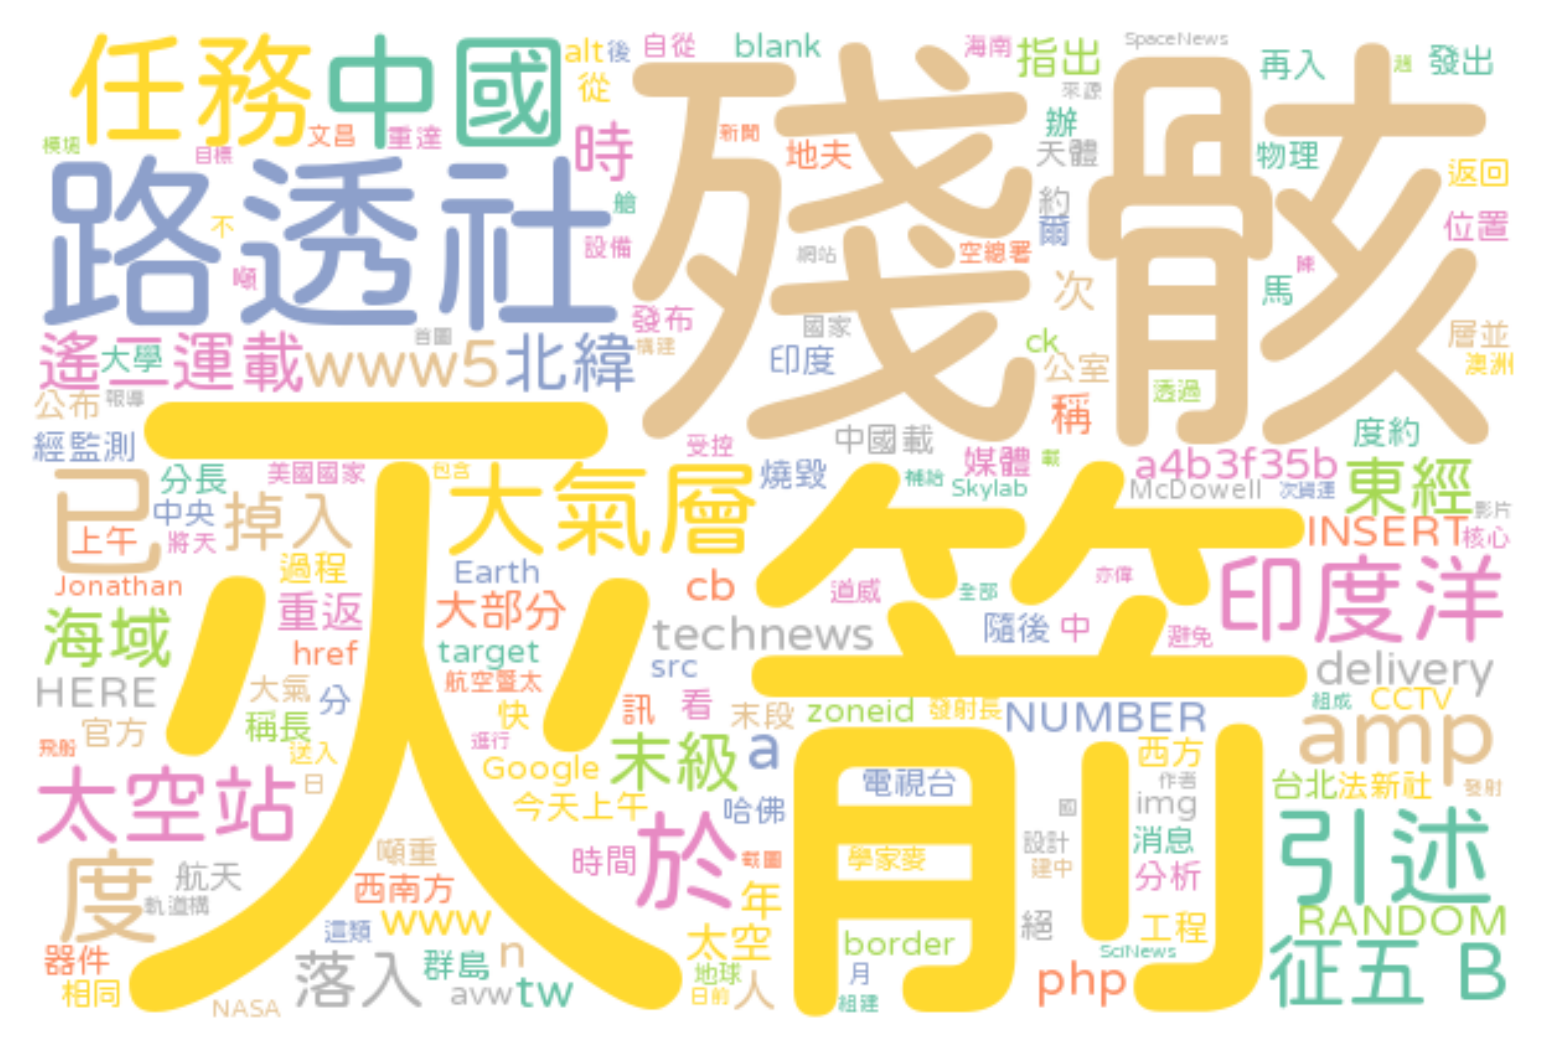 任務 中國 alt 後 自從 blank 海南 指出 SpaceNews 再入 趙 發出
從 來源
模塊 目標 文昌 重達 時 新聞 地夫 辦 天體 物理 返回
路透社 殘骸
不 艙 約 爾 位置
噸 設備 網站 空總署 次 馬 陳
遙二運載 大學 www5 北緯 首圖 發布 構建 國家 印度 ck 公室 層並 澳洲
公布 報導 稱 透過
經監測 受控 中國載 度約
已 分長 美國國家 包含 大氣層 燒毀 補給 媒體 載 Skylab a4b3f35b McDowell 次貨運 東經 影片
上午 中央 將天 掉入 INSERT 核心
一 火箭
Jonathan 過程 Earth cb 道威 全部 亦偉 印度洋
海域 重返 大部分 technews 隨後 中 避免
href target src delivery
HERE 大氣 分 航空暨太 訊 看 末段 zoneid 發射長 NUMBER 組成 CCTV
官方 稱長 快 進行 末級 a 西方 amp
飛船 送入 日 Google 電視台 作者 台北 法新社 發射
太空站 今天上午 哈佛 國 img
噸重 時間 於 截圖 學家麥 設計 消息 引述
度 航天 西南方 年 建中 分析
軌道構 這類 www 太空 border 絕 工程 RANDOM
器件 落入 群島 n 地球 月 SciNews 征五 B
相同 NASA avw tw 日前 人 組建 php